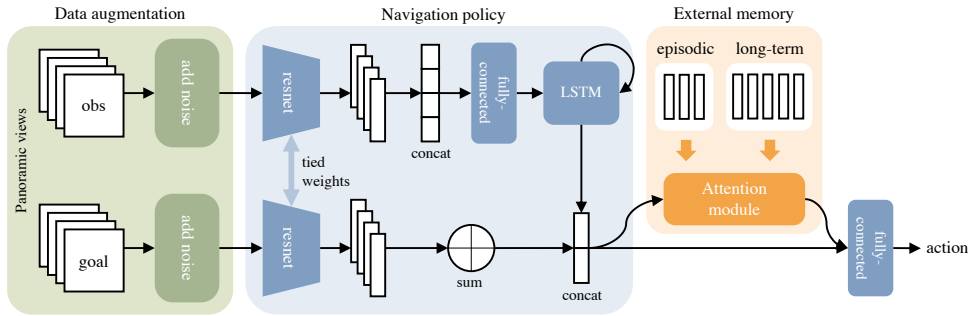 Data augmentation
Navigation policy
External memory
Panoramic views
obs
add noise
resnet
concat
fully-
connected
LSTM
episodic
long-term
tied
weights
Attention
module
goal
add noise
resnet
sum
concat
fully-
connected
action